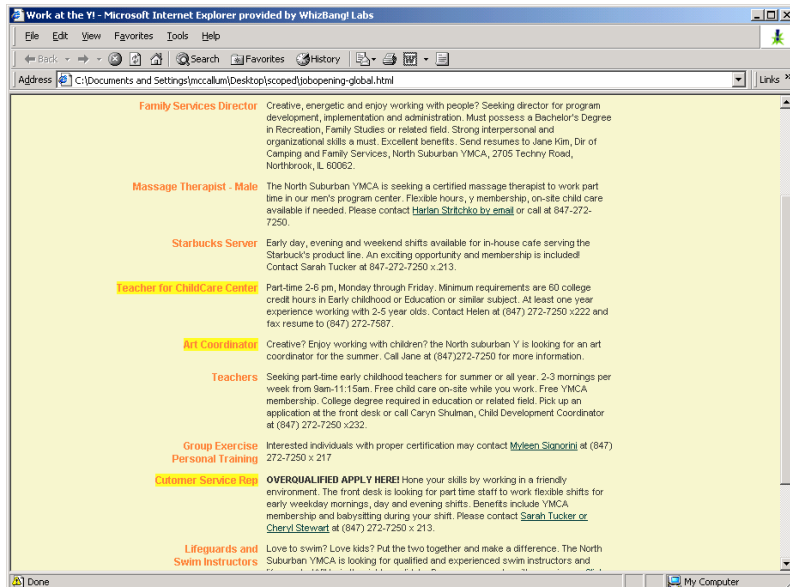 Work at the Y! - Microsoft Internet Explorer provided by WhizBang! Labs
File Edit View Favorites Tools Help
Back Search Favorites History
Address C:\Documents and Settings\mccallum\Desktop\scoped\jobopening-global.html Links »
Family Services Director Creative, energetic and enjoy working with people? Seeking director for program
development, implementation and administration. Must possess a Bachelor's Degree
in Recreation, Family Studies or related field. Strong interpersonal and
organizational skills a must. Excellent benefits. Send resumes to Jane Kim, Dir of
Camping and Family Services, North Suburban YMCA, 2705 Techny Road,
Northbrook, IL 60062.
Massage Therapist - Male The North Suburban YMCA is seeking a certified massage therapist to work part
time in our men's program center. Flexible hours, y membership, on-site child care
available if needed. Please contact Harlan Stritchko by email or call at 847-272-
7250.
Starbucks Server Early day, evening and weekend shifts available for in-house cafe serving the
Starbuck's product line. An exciting opportunity and membership is included!
Contact Sarah Tucker at 847-272-7250 x.213.
Teacher for ChildCare Center Part-time 2-6 pm, Monday through Friday. Minimum requirements are 60 college
credit hours in Early childhood or Education or similar subject. At least one year
experience working with 2-5 year olds. Contact Helen at (847) 272-7250 x222 and
fax resume to (847) 272-7587.
Art Coordinator Creative? Enjoy working with children? the North suburban Y is looking for an art
coordinator for the summer. Call Jane at (847)272-7250 for more information.
Teachers Seeking part-time early childhood teachers for summer or all year. 2-3 mornings per
week from 9am-11:15am. Free child care on-site while you work. Free YMCA
membership. College degree required in education or related field. Pick up an
application at the front desk or call Caryn Shulman, Child Development Coordinator
at (847) 272-7250 x232.
Group Exercise Interested individuals with proper certification may contact Myleen Signorini at (847)
Personal Training 272-7250 x 217
Cutomer Service Rep OVERQUALIFIED APPLY HERE! Hone your skills by working in a friendly
environment. The front desk is looking for part time staff to work flexible shifts for
early weekday mornings, day and evening shifts. Benefits include YMCA
membership and babysitting during your shift. Please contact Sarah Tucker or
Cheryl Stewart at (847) 272-7250 x 213.
Lifeguards and Love to swim? Love kids? Put the two together and make a difference. The North
Swim Instructors Suburban YMCA is looking for qualified and experienced swim instructors and
Done My Computer